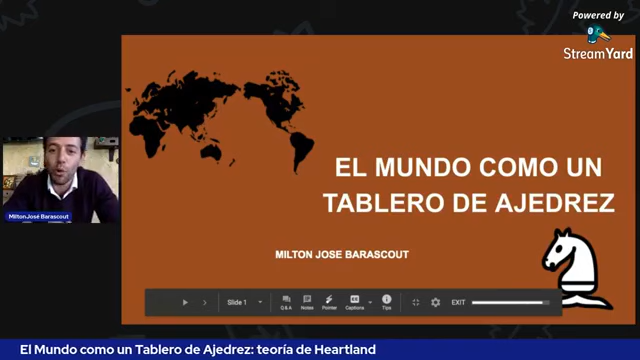 Powered by
StreamYard
EL MUNDO COMO UN
TABLERO DE AJEDREZ
MILTON JOSE BARASCOUT
MiltonJosé Barascout
Slide 1
Q&A
Notes
Pointer
Captions
Tips
EXIT
El Mundo como un Tablero de Ajedrez: teoría de Heartland